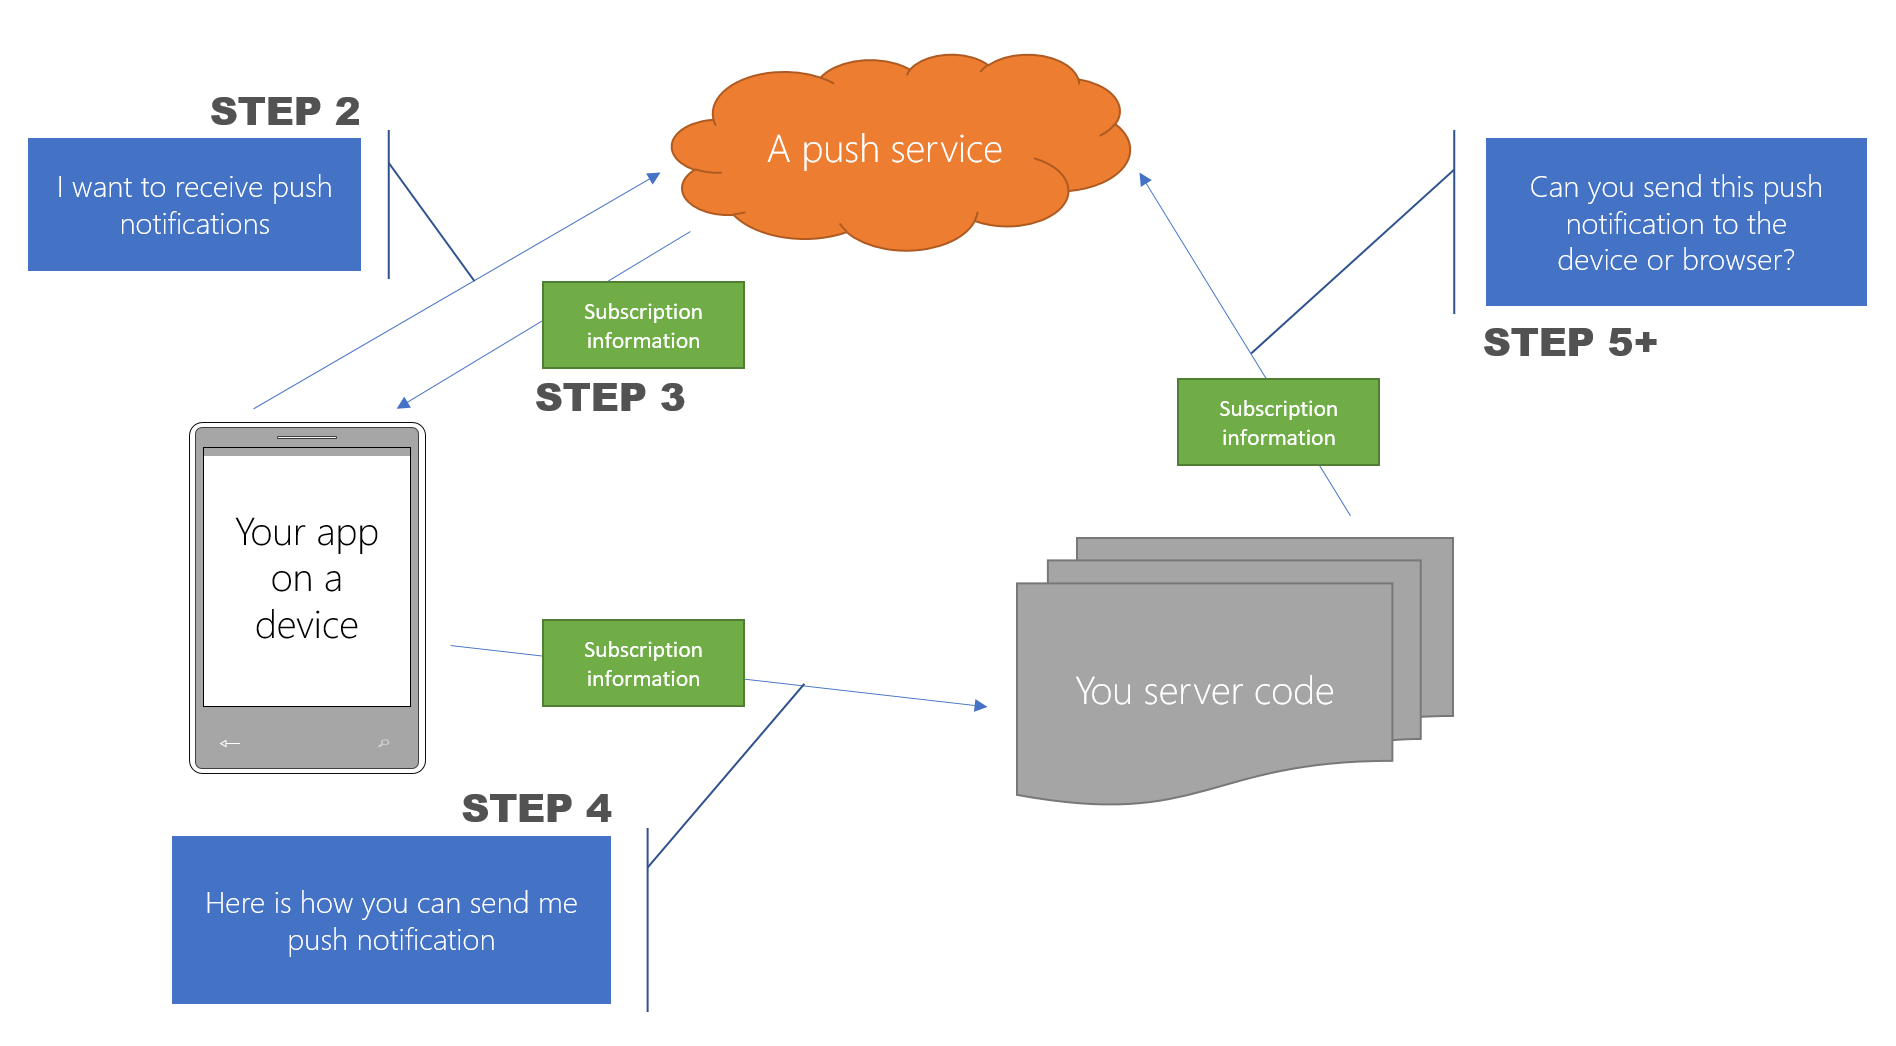 STEP 2
I want to receive push
notifications
A push service
Can you send this push
notification to the
device or browser?
STEP 5+
Subscription
information
STEP 3
Subscription
information
Your app
on a
device
Subscription
information
You server code
STEP 4
Here is how you can send me
push notification